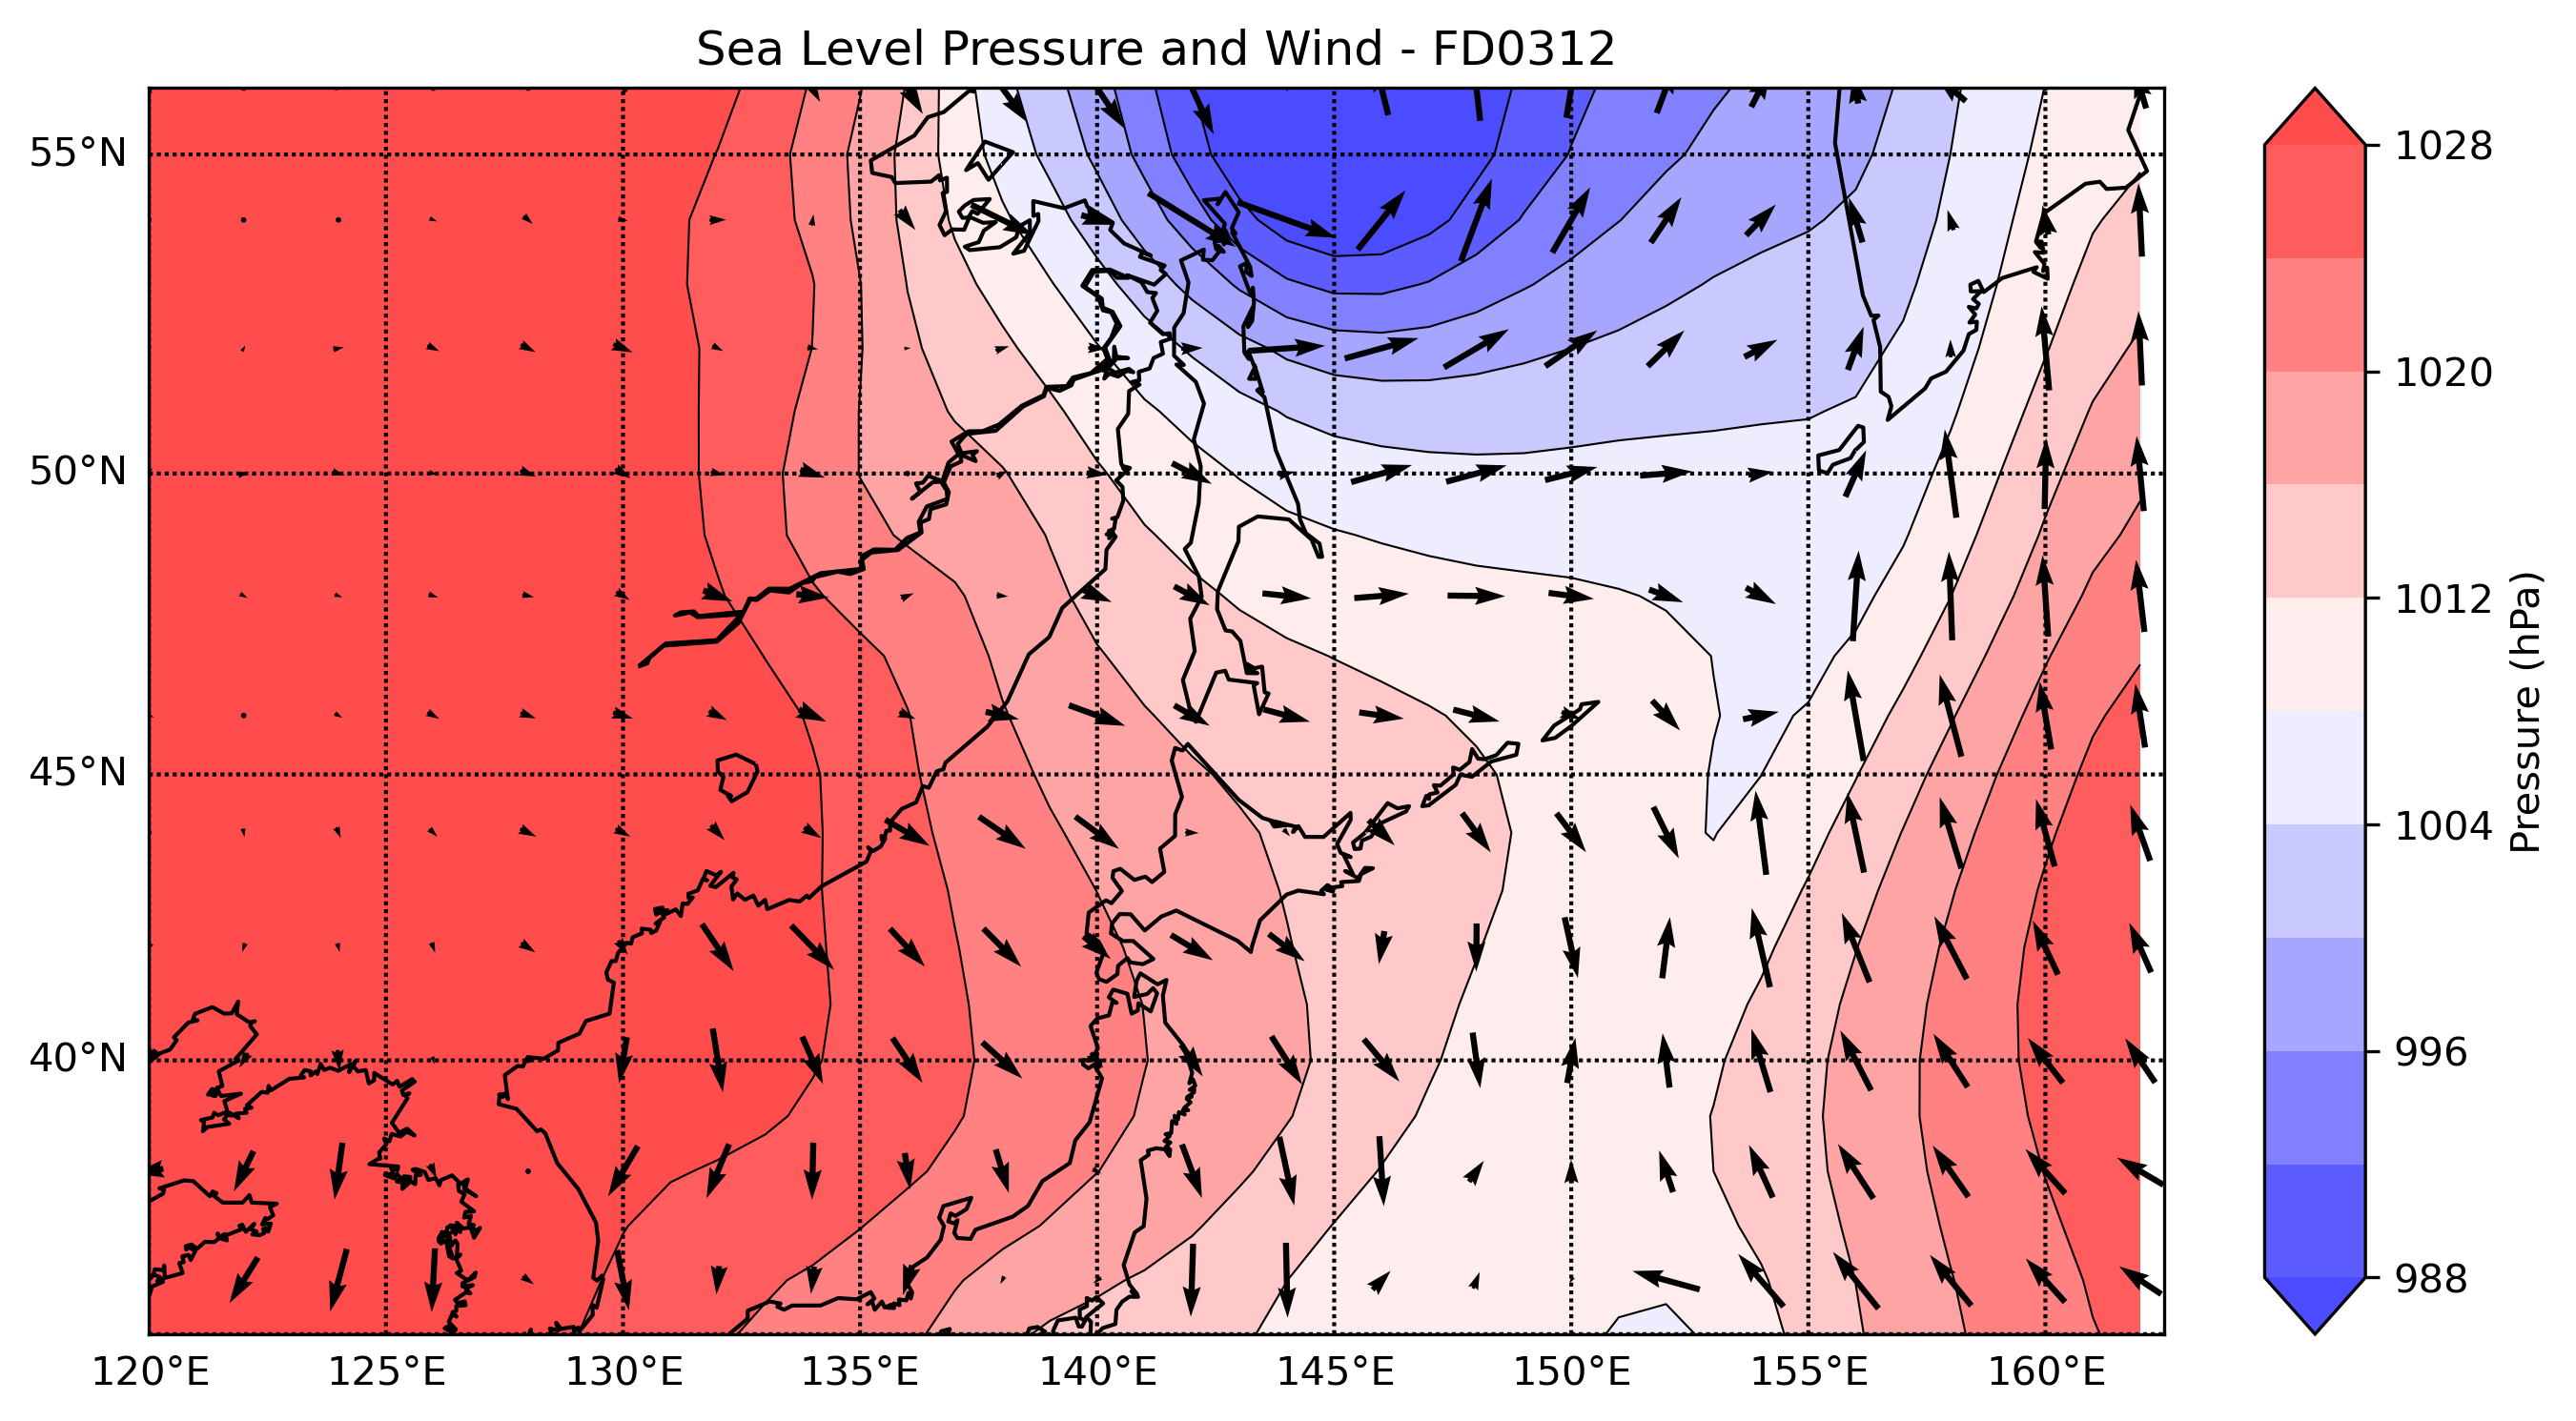 Sea Level Pressure and Wind - FD0312
55°N
50°N
45°N
40°N
120°E 125°E 130°E 135°E 140°E 145°E 150°E 155°E 160°E
1028
1020
1012
1004
996
988
Pressure (hPa)